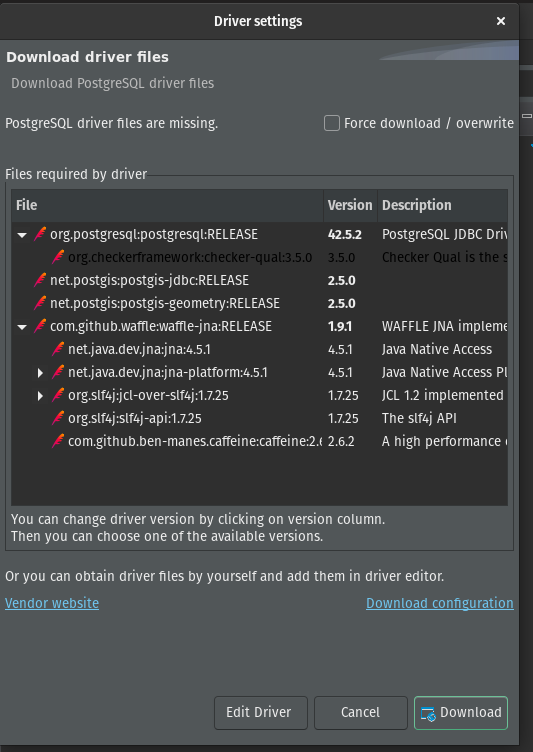 Driver settings
Download driver files
Download PostgreSQL driver files
PostgreSQL driver files are missing.
Force download / overwrite
Files required by driver
File Version Description
org.postgresql:postgresql:RELEASE 42.5.2 PostgreSQL JDBC Driv
org.checkerframework:checker-qual:3.5.0 3.5.0 Checker Qual is the s
net.postgis:postgis-jdbc:RELEASE 2.5.0
net.postgis:postgis-geometry:RELEASE 2.5.0
com.github.waffle:waffle-jna:RELEASE 1.9.1 WAFFLE JNA impleme
net.java.dev.jna:jna:4.5.1 4.5.1 Java Native Access
net.java.dev.jna:jna-platform:4.5.1 4.5.1 Java Native Access Pl
org.slf4j:jcl-over-slf4j:1.7.25 1.7.25 JCL 1.2 implemented
org.slf4j:slf4j-api:1.7.25 1.7.25 The slf4j API
com.github.ben-manes.caffeine:caffeine:2.6 2.6.2 A high performance c
You can change driver version by clicking on version column.
Then you can choose one of the available versions.
Or you can obtain driver files by yourself and add them in driver editor.
Vendor website
Download configuration
Edit Driver
Cancel
Download